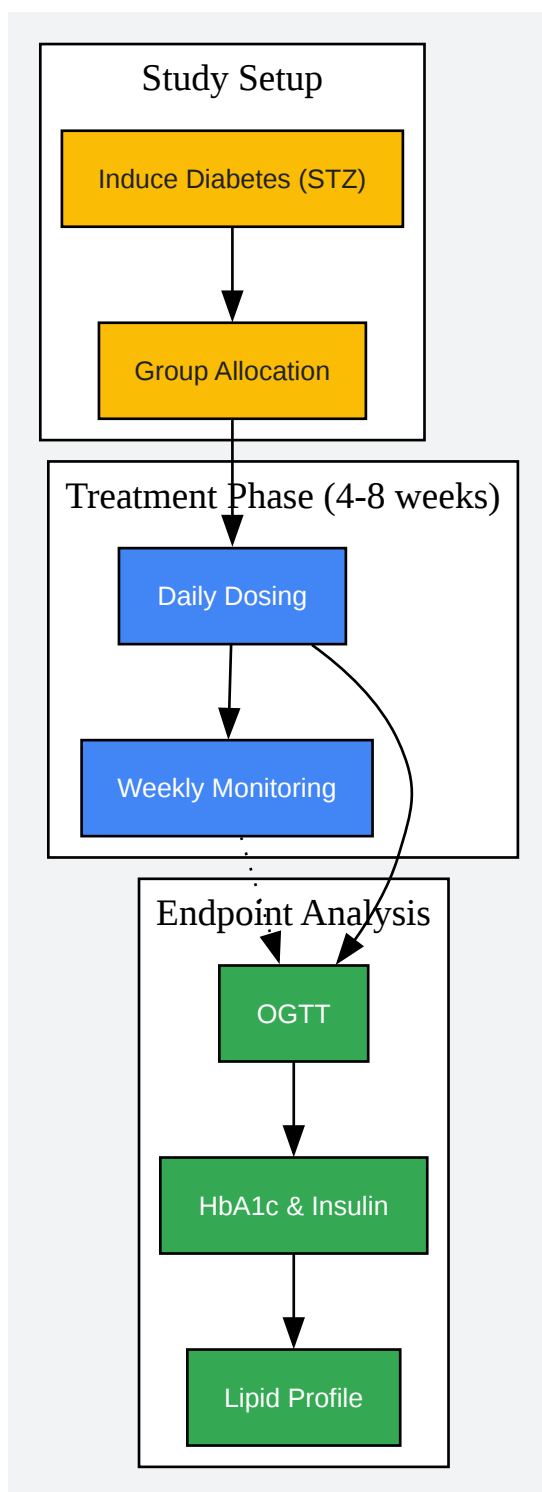 Study Setup
Induce Diabetes (STZ)
Group Allocation
Treatment Phase (4-8 weeks)
Daily Dosing
Weekly Monitoring
Endpoint Analysis
OGTT
HbA1c & Insulin
Lipid Profile